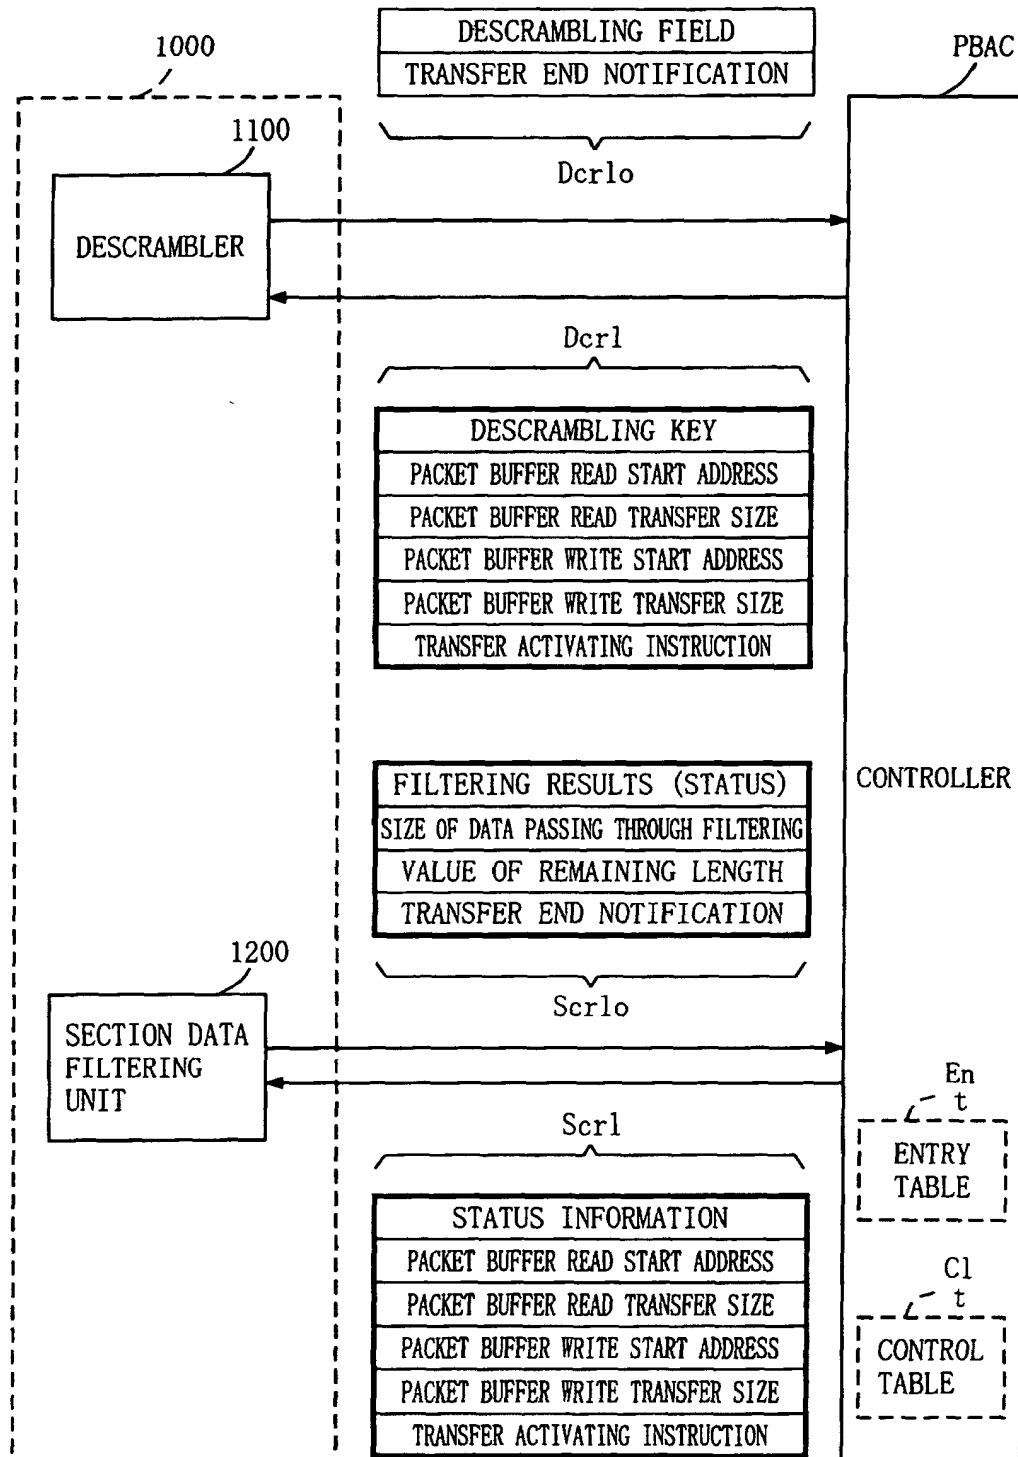 DESCRAMBLING FIELD
TRANSFER END NOTIFICATION
1000
PBAC
1100
Dcrlo
DESCRAMBLER
Dcrl
DESCRAMBLING KEY
PACKET BUFFER READ START ADDRESS
PACKET BUFFER READ TRANSFER SIZE
PACKET BUFFER WRITE START ADDRESS
PACKET BUFFER WRITE TRANSFER SIZE
TRANSFER ACTIVATING INSTRUCTION
FILTERING RESULTS (STATUS)
SIZE OF DATA PASSING THROUGH FILTERING
VALUE OF REMAINING LENGTH
TRANSFER END NOTIFICATION
CONTROLLER
1200
Scrlo
SECTION DATA
FILTERING
UNIT
Scrl
En
t
ENTRY
TABLE
STATUS INFORMATION
PACKET BUFFER READ START ADDRESS
PACKET BUFFER READ TRANSFER SIZE
PACKET BUFFER WRITE START ADDRESS
PACKET BUFFER WRITE TRANSFER SIZE
TRANSFER ACTIVATING INSTRUCTION
Cl
t
CONTROL
TABLE